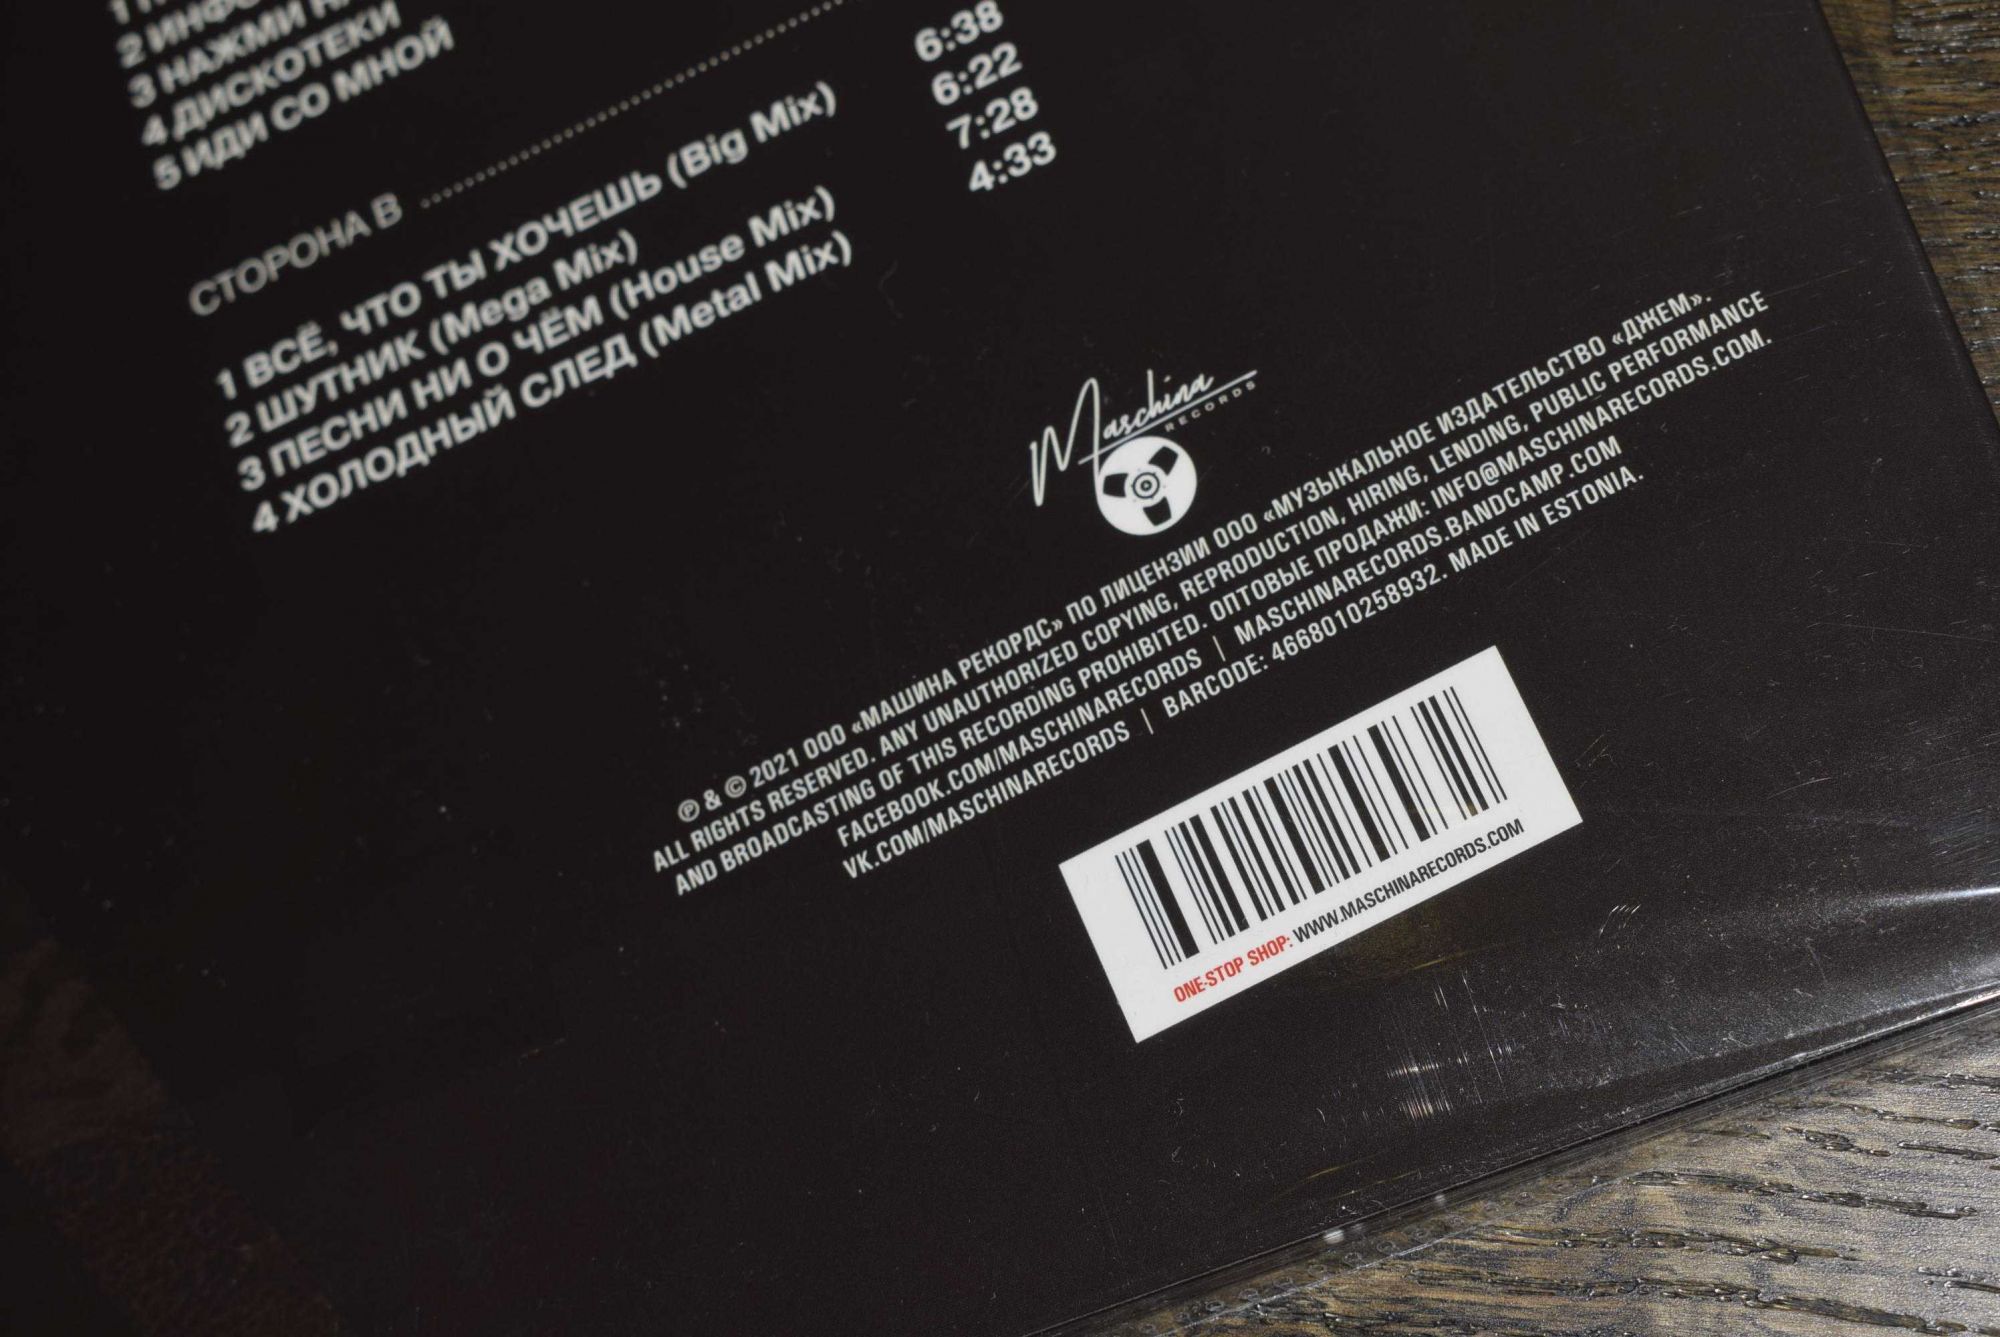 2 ИНФО
3 НАЖМИ НА
4 ДИСКОТЕКИ
5 ИДИ СО МНОЙ
СТОРОНА В
1 ВСЁ, ЧТО ТЫ ХОЧЕШЬ (Big Mix) 6:38
2 ШУТНИК (Mega Mix) 6:22
3 ПЕСНИ НИ О ЧЁМ (House Mix) 7:28
4 ХОЛОДНЫЙ СЛЕД (Metal Mix) 4:33
Maschina
RECORDS
℗ & © 2021 ООО «МАШИНА РЕКОРДС» ПО ЛИЦЕНЗИИ ООО «МУЗЫКАЛЬНОЕ ИЗДАТЕЛЬСТВО «ДЖЕМ».
ALL RIGHTS RESERVED. ANY UNAUTHORIZED COPYING, REPRODUCTION, HIRING, LENDING, PUBLIC PERFORMANCE
AND BROADCASTING OF THIS RECORDING PROHIBITED. ОПТОВЫЕ ПРОДАЖИ: INFO@MASCHINARECORDS.COM.
FACEBOOK.COM/MASCHINARECORDS | MASCHINARECORDS.BANDCAMP.COM
VK.COM/MASCHINARECORDS | BARCODE: 4668010258932. MADE IN ESTONIA.
ONE-STOP SHOP: WWW.MASCHINARECORDS.COM